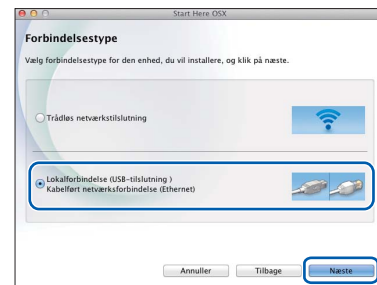 Start Here OSX
Forbindelsestype
Vælg forbindelsestype for den enhed, du vil installere, og klik på næste.
Trådløs netværkstilslutning
Lokalforbindelse (USB-tilslutning )
Kabelført netværksforbindelse (Ethernet)
Annuller Tilbage Næste